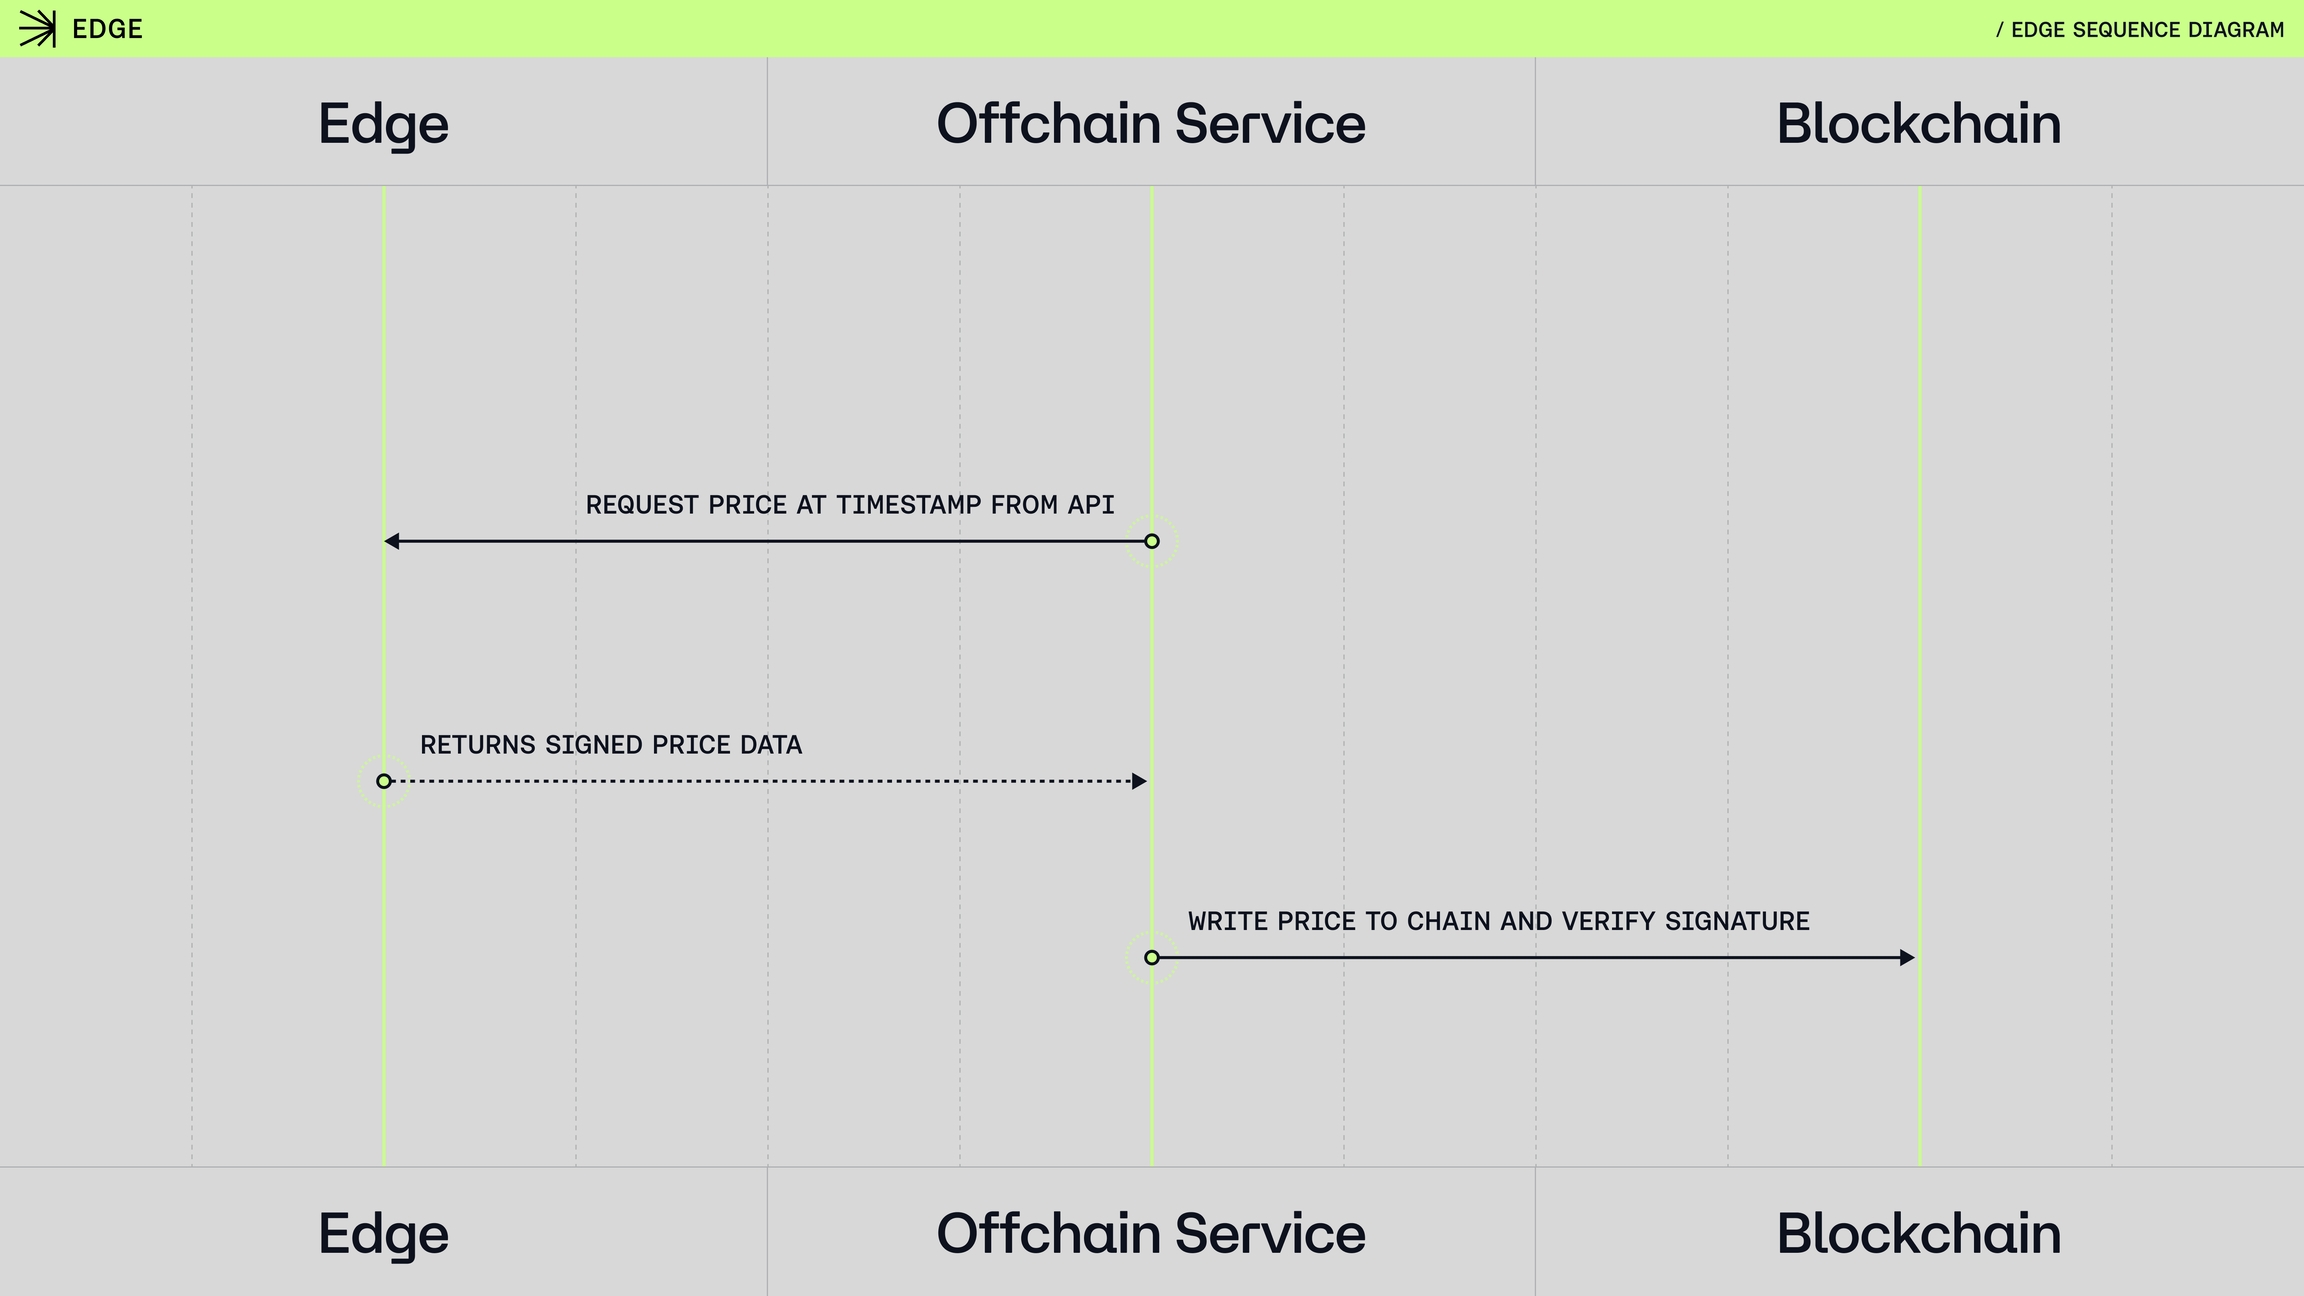 EDGE
/ EDGE SEQUENCE DIAGRAM
Edge
Offchain Service
Blockchain
REQUEST PRICE AT TIMESTAMP FROM API
RETURNS SIGNED PRICE DATA
WRITE PRICE TO CHAIN AND VERIFY SIGNATURE
Edge
Offchain Service
Blockchain